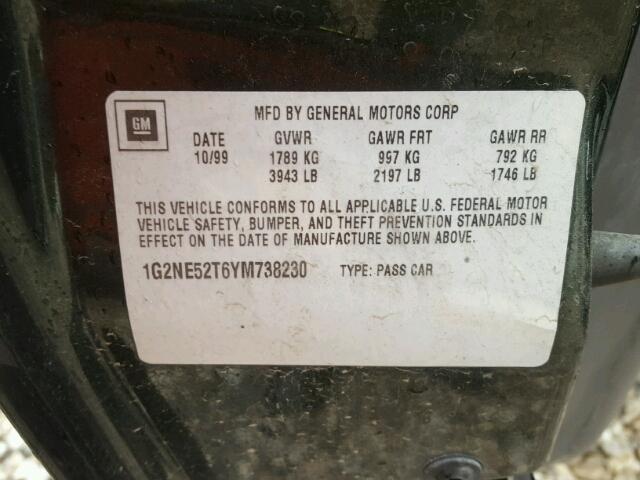 GM
MFD BY GENERAL MOTORS CORP
DATE GVWR GAWR FRT GAWR RR
10/99 1789 KG 997 KG 792 KG
3943 LB 2197 LB 1746 LB
THIS VEHICLE CONFORMS TO ALL APPLICABLE U.S. FEDERAL MOTOR
VEHICLE SAFETY, BUMPER, AND THEFT PREVENTION STANDARDS IN
EFFECT ON THE DATE OF MANUFACTURE SHOWN ABOVE.
1G2NE52T6YM738230 TYPE: PASS CAR